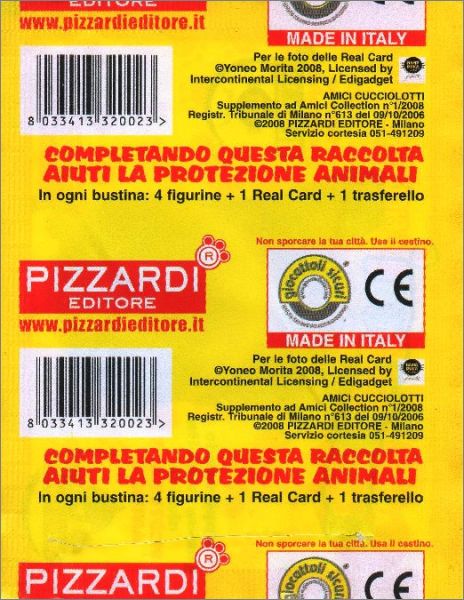 www.pizzardieditore.it
MADE IN ITALY
Per le foto delle Real Card
©Yoneo Morita 2008, Licensed by
Intercontinental Licensing / Edigadget
8 033413 320023
AMICI CUCCIOLOTTI
Supplemento ad Amici Collection n°1/2008
Registr. Tribunale di Milano n°613 del 09/10/2006
©2008 PIZZARDI EDITORE - Milano
Servizio cortesia 051-491209
COMPLETANDO QUESTA RACCOLTA
AIUTI LA PROTEZIONE ANIMALI
In ogni bustina: 4 figurine + 1 Real Card + 1 trasferello
Non sporcare la tua città. Usa il cestino.
PIZZARDI ®
EDITORE
www.pizzardieditore.it
giocattoli sicuri
CE
MADE IN ITALY
Per le foto delle Real Card
©Yoneo Morita 2008, Licensed by
Intercontinental Licensing / Edigadget
8 033413 320023
AMICI CUCCIOLOTTI
Supplemento ad Amici Collection n°1/2008
Registr. Tribunale di Milano n°613 del 09/10/2006
©2008 PIZZARDI EDITORE - Milano
Servizio cortesia 051-491209
COMPLETANDO QUESTA RACCOLTA
AIUTI LA PROTEZIONE ANIMALI
In ogni bustina: 4 figurine + 1 Real Card + 1 trasferello
Non sporcare la tua città. Usa il cestino.
PIZZARDI ®
giocattoli sicuri
CE